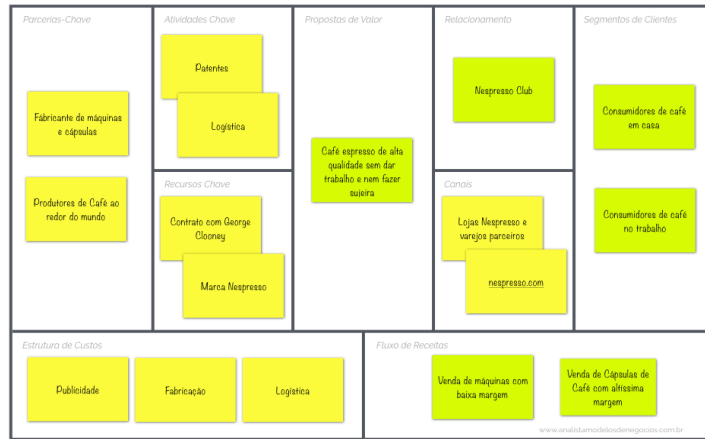 Parcerias-Chave
Fábricante de máquinas
e cápsulas
Produtores de Café ao
redor do mundo
Atividades Chave
Patentes
Logística
Recursos Chave
Contrato com George
Clooney
Marca Nespresso
Propostas de Valor
Café espresso de alta
qualidade sem dar
trabalho e nem fazer
sujeira
Relacionamento
Nespresso Club
Canais
Lojas Nespresso e
varejos parceiros
nespresso.com
Segmentos de Clientes
Consumidores de café
em casa
Consumidores de café
no trabalho
Estrutura de Custos
Publicidade
Fabricação
Logística
Fluxo de Receitas
Venda de máquinas com
baixa margem
Venda de Cápsulas de
Café com altíssima
margem
www.analistamodelosdenegocios.com.br